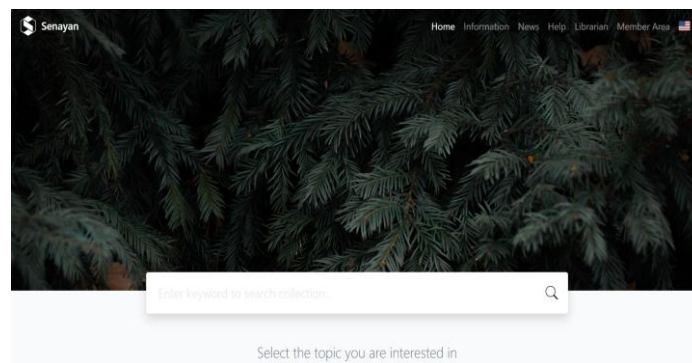 Senayan
Home Information News Help Librarian Member Area
Enter keyword to search collection...
Select the topic you are interested in